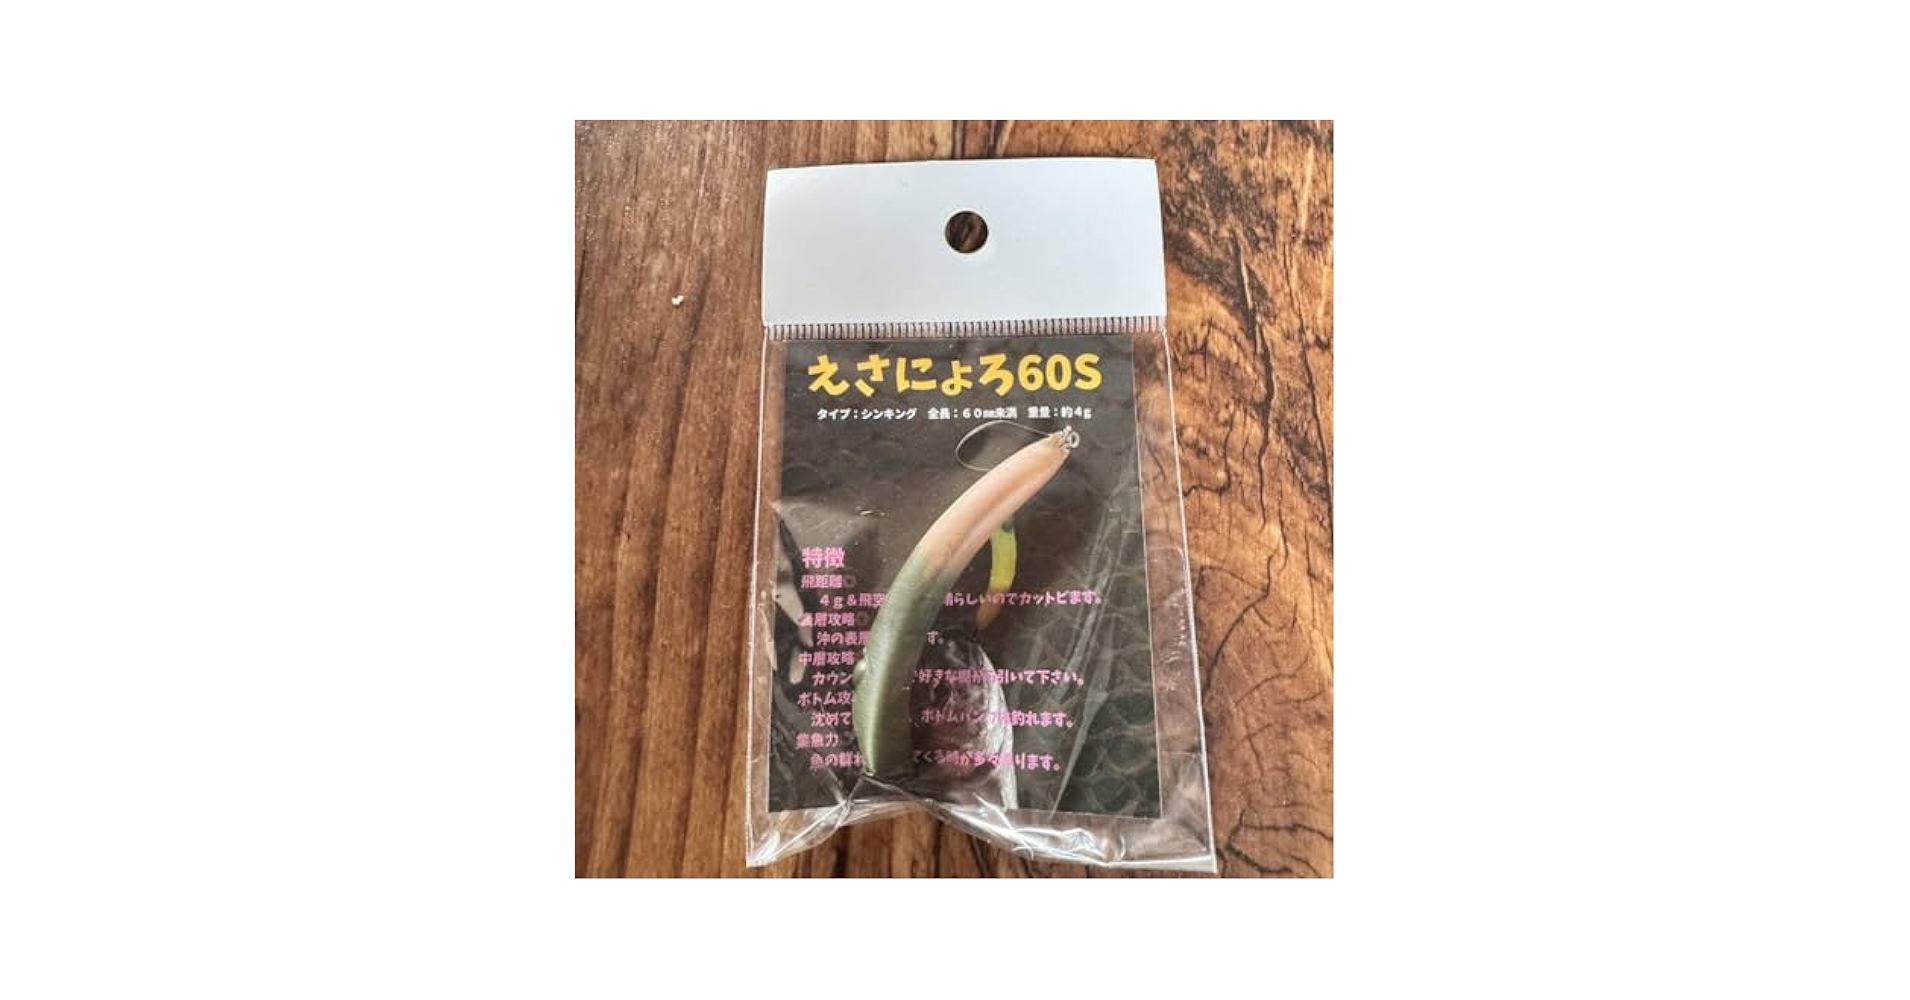 えさにょろ60S
タイプ：シンキング 全長：６０㎜未満 重量：約４g
特徴
飛距離◎
４ｇ＆飛空 晴らしいのでカットビます。
表層攻略◎
沖の表層 す。
中層攻略
カウン 好きな 引いて下さい。
ボトム攻
沈めて ボトムパン 釣れます。
集魚力
魚の群れ てくる時が多々 ります。